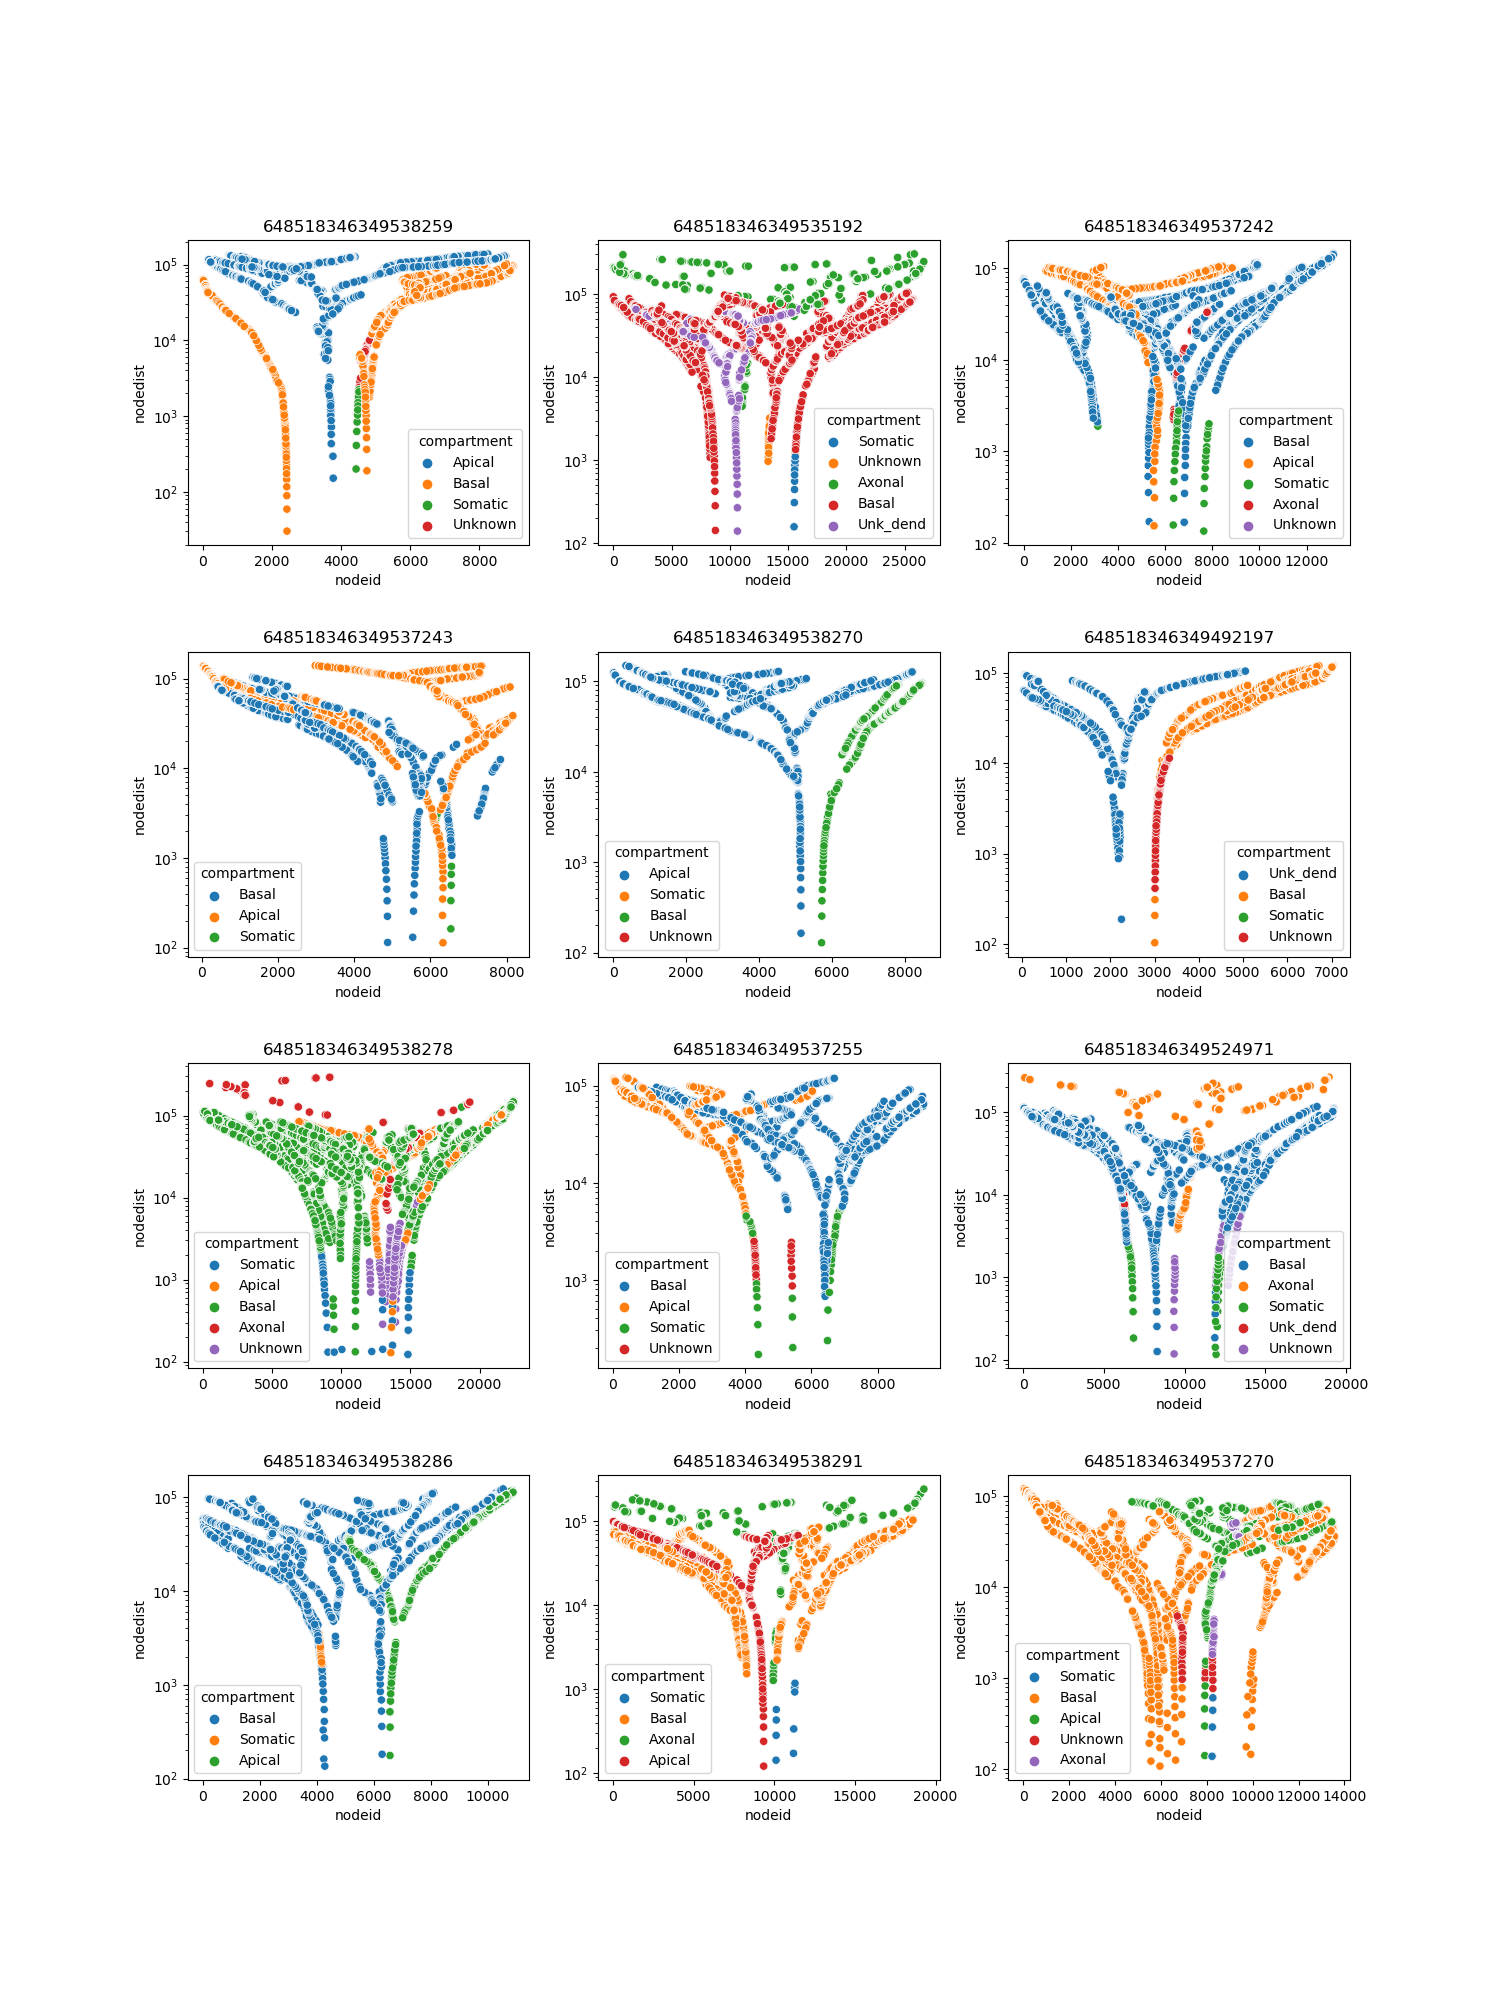 648518346349538259
nodedist
10^5
10^4
10^3
10^2
compartment
Apical
Basal
Somatic
Unknown
0 2000 4000 6000 8000
nodeid
648518346349535192
nodedist
10^5
10^4
10^3
10^2
compartment
Somatic
Unknown
Axonal
Basal
Unk_dend
0 5000 10000 15000 20000 25000
nodeid
648518346349537242
nodedist
10^5
10^4
10^3
10^2
compartment
Basal
Apical
Somatic
Axonal
Unknown
0 2000 4000 6000 8000 10000 12000
nodeid
648518346349537243
nodedist
10^5
10^4
10^3
10^2
compartment
Basal
Apical
Somatic
0 2000 4000 6000 8000
nodeid
648518346349538270
nodedist
10^5
10^4
10^3
10^2
compartment
Apical
Somatic
Basal
Unknown
0 2000 4000 6000 8000
nodeid
648518346349492197
nodedist
10^5
10^4
10^3
10^2
compartment
Unk_dend
Basal
Somatic
Unknown
0 1000 2000 3000 4000 5000 6000 7000
nodeid
648518346349538278
nodedist
10^5
10^4
10^3
10^2
compartment
Somatic
Apical
Basal
Axonal
Unknown
0 5000 10000 15000 20000
nodeid
648518346349537255
nodedist
10^5
10^4
10^3
compartment
Basal
Apical
Somatic
Unknown
0 2000 4000 6000 8000
nodeid
648518346349524971
nodedist
10^5
10^4
10^3
10^2
compartment
Basal
Axonal
Somatic
Unk_dend
Unknown
0 5000 10000 15000 20000
nodeid
648518346349538286
nodedist
10^5
10^4
10^3
10^2
compartment
Basal
Somatic
Apical
0 2000 4000 6000 8000 10000
nodeid
648518346349538291
nodedist
10^5
10^4
10^3
10^2
compartment
Somatic
Basal
Axonal
Apical
0 5000 10000 15000 20000
nodeid
648518346349537270
nodedist
10^5
10^4
10^3
10^2
compartment
Somatic
Basal
Apical
Unknown
Axonal
0 2000 4000 6000 8000 10000 12000 14000
nodeid